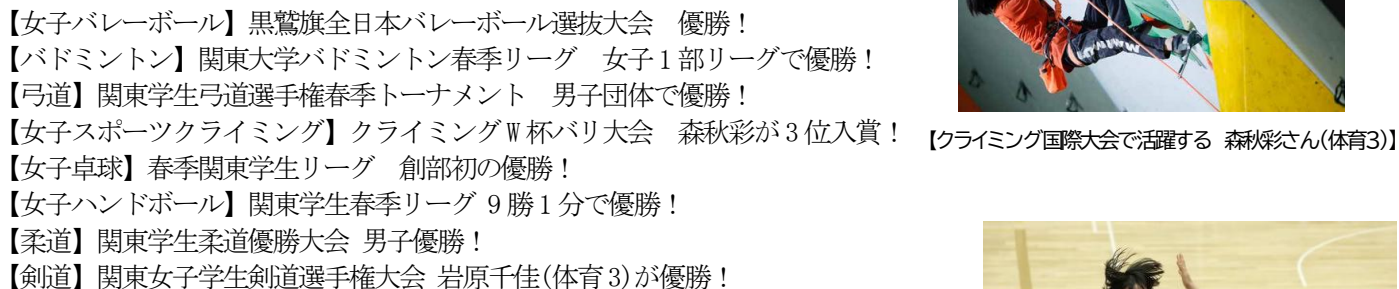 【女子バレーボール】黒鷲旗全日本バレーボール選抜大会　優勝！
【バドミントン】関東大学バドミントン春季リーグ　女子１部リーグで優勝！
【弓道】関東学生弓道選手権春季トーナメント　男子団体で優勝！
【女子スポーツクライミング】クライミングＷ杯バリ大会　森秋彩が３位入賞！
【女子卓球】春季関東学生リーグ　創部初の優勝！
【女子ハンドボール】関東学生春季リーグ ９勝１分で優勝！
【柔道】関東学生柔道優勝大会 男子優勝！
【剣道】関東女子学生剣道選手権大会 岩原千佳(体育３)が優勝！
【クライミング国際大会で活躍する 森秋彩さん(体育3)】